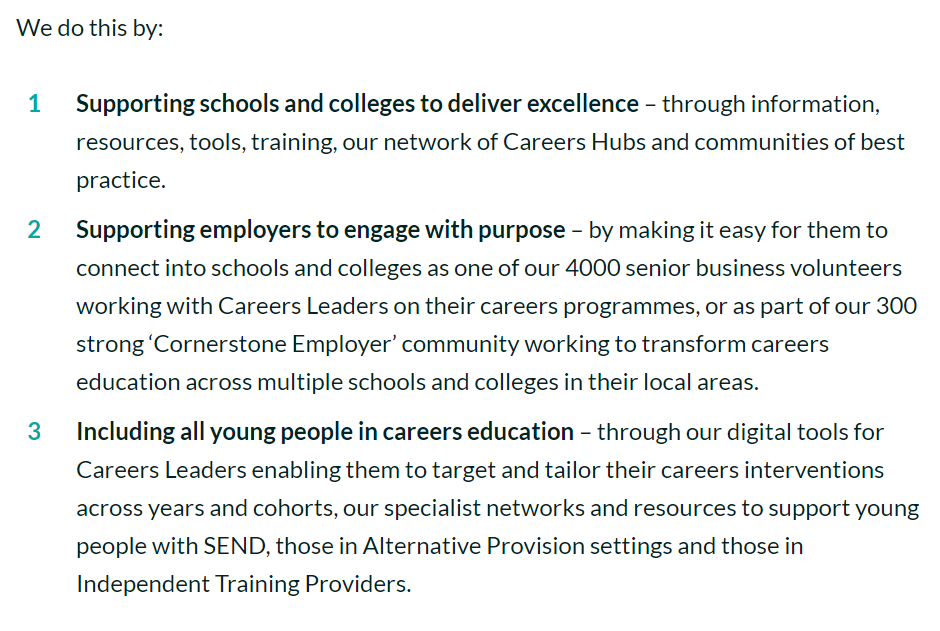 We do this by:
1 Supporting schools and colleges to deliver excellence – through information,
resources, tools, training, our network of Careers Hubs and communities of best
practice.
2 Supporting employers to engage with purpose – by making it easy for them to
connect into schools and colleges as one of our 4000 senior business volunteers
working with Careers Leaders on their careers programmes, or as part of our 300
strong ‘Cornerstone Employer’ community working to transform careers
education across multiple schools and colleges in their local areas.
3 Including all young people in careers education – through our digital tools for
Careers Leaders enabling them to target and tailor their careers interventions
across years and cohorts, our specialist networks and resources to support young
people with SEND, those in Alternative Provision settings and those in
Independent Training Providers.